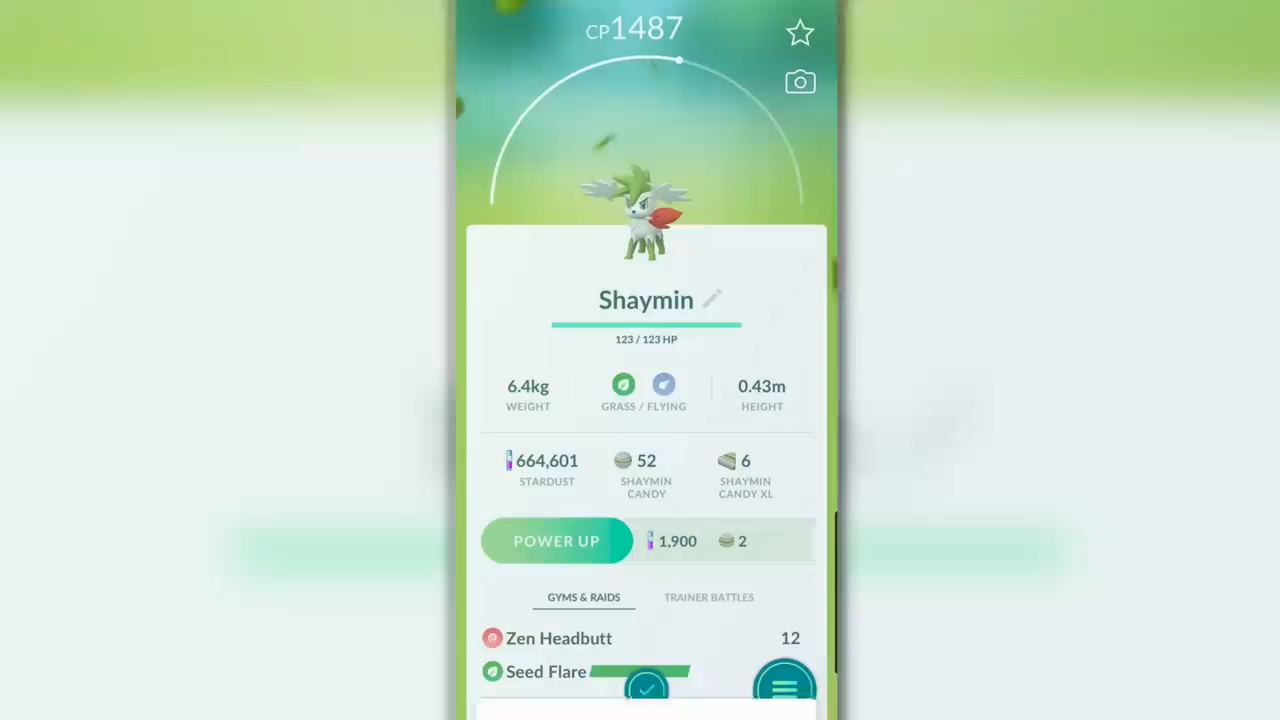 CP1487
Shaymin
123 / 123 HP
6.4kg
WEIGHT
GRASS / FLYING
0.43m
HEIGHT
664,601
STARDUST
52
SHAYMIN
CANDY
6
SHAYMIN
CANDY XL
POWER UP
1,900
2
GYMS & RAIDS
TRAINER BATTLES
Zen Headbutt
12
Seed Flare